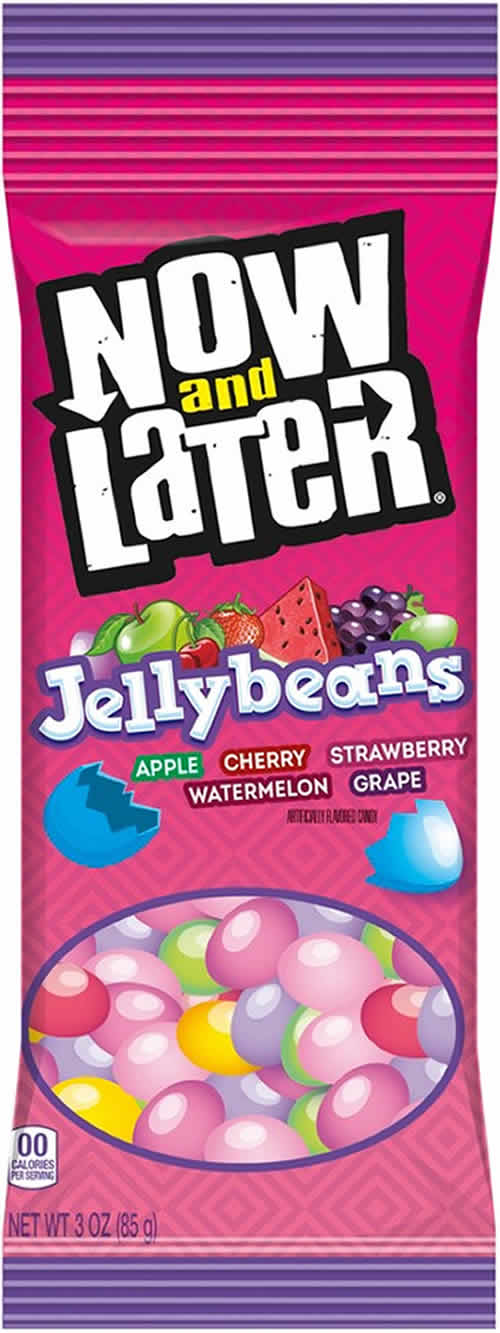 NOW
and
LATER®
Jellybeans
APPLE CHERRY STRAWBERRY
WATERMELON GRAPE
ARTIFICIALLY FLAVORED CANDY
00
CALORIES
PER SERVING
NET WT 3 OZ (85 g)